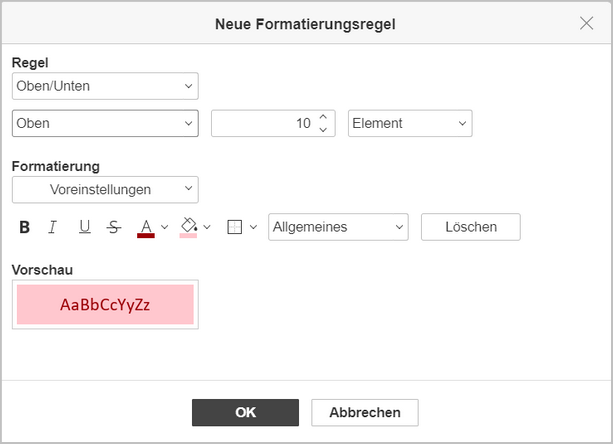 Neue Formatierungsregel
Regel
Oben/Unten
Oben 10 Element
Formatierung
Voreinstellungen
B I U S A Allgemeines Löschen
Vorschau
AaBbCcYyZz
OK Abbrechen